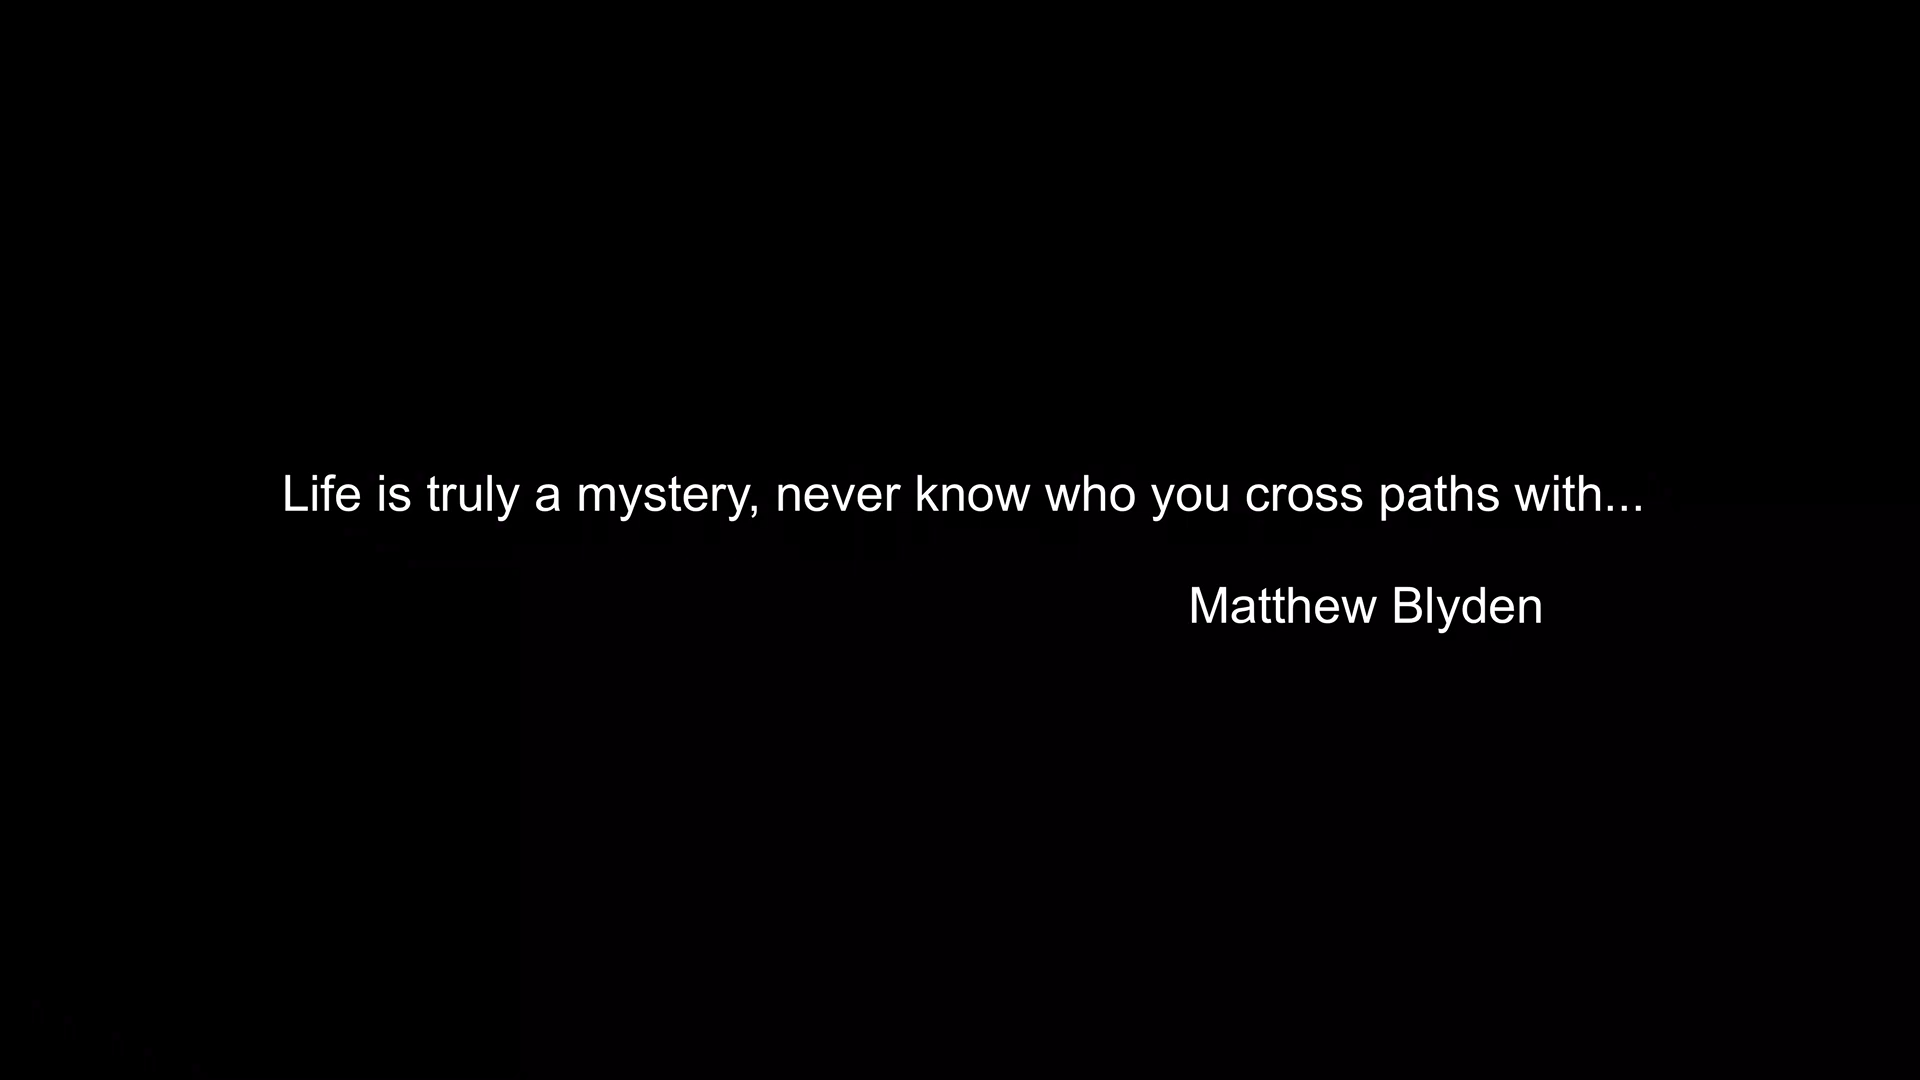 Life is truly a mystery, never know who you cross paths with...
Matthew Blyden